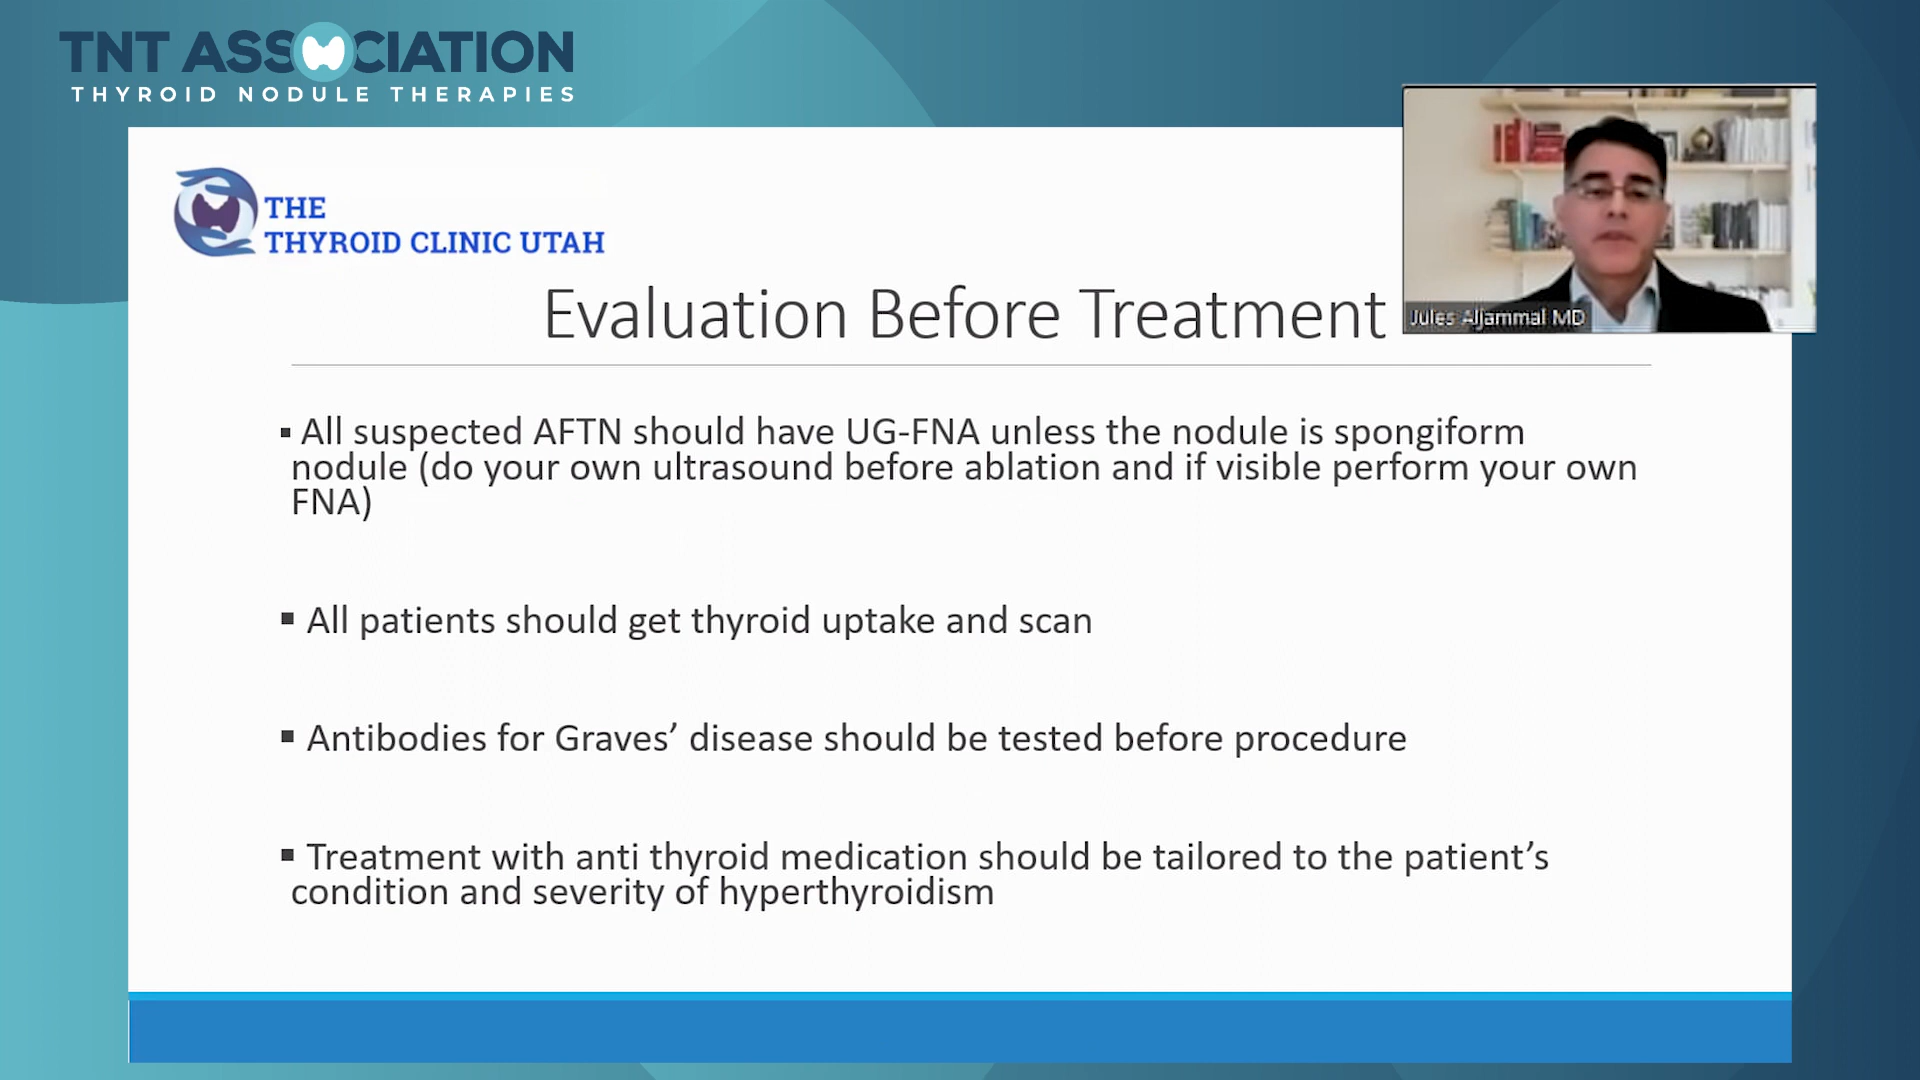 TNT ASSOCIATION
THYROID NODULE THERAPIES
THE
THYROID CLINIC UTAH
Evaluation Before Treatment
Jules Aljammal MD
▪ All suspected AFTN should have UG-FNA unless the nodule is spongiform
nodule (do your own ultrasound before ablation and if visible perform your own
FNA)
▪ All patients should get thyroid uptake and scan
▪ Antibodies for Graves’ disease should be tested before procedure
▪ Treatment with anti thyroid medication should be tailored to the patient’s
condition and severity of hyperthyroidism